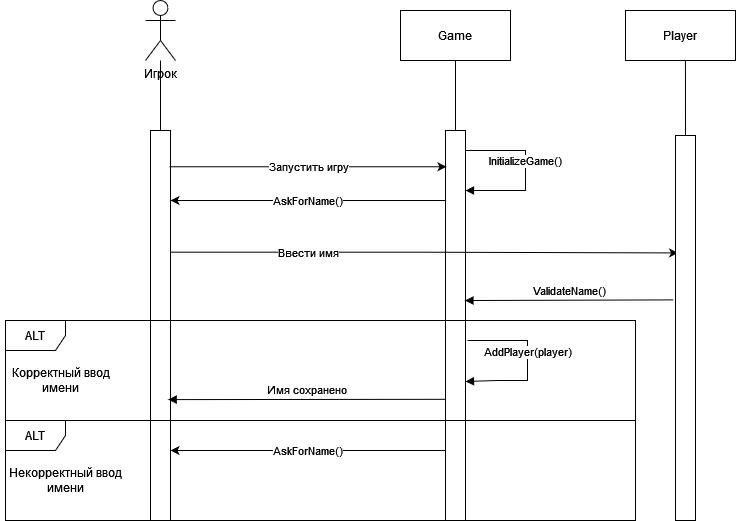 Game
Player
Игрок
InitializeGame()
Запустить игру
AskForName()
Ввести имя
ValidateName()
ALT
AddPlayer(player)
Корректный ввод
имени
Имя сохранено
ALT
AskForName()
Некорректный ввод
имени